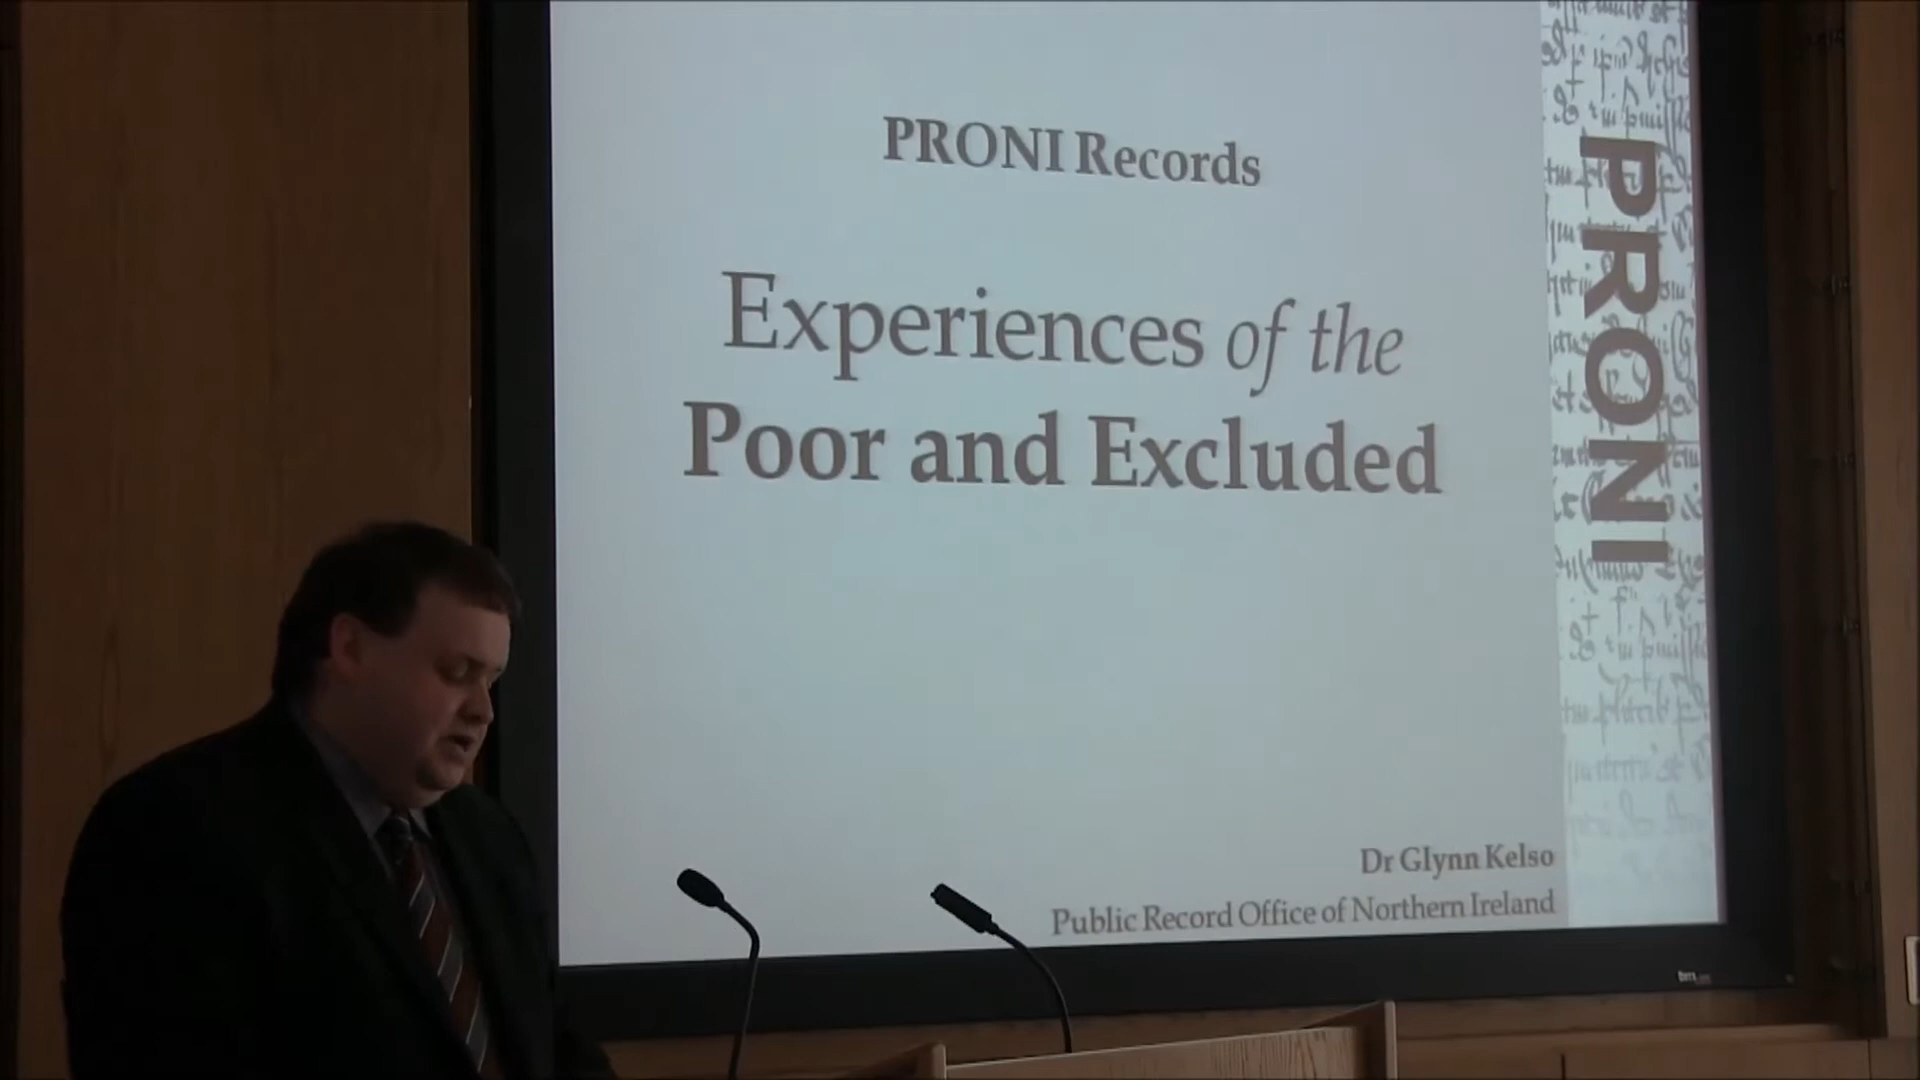 PRONI Records
Experiences of the
Poor and Excluded
Dr Glynn Kelso
Public Record Office of Northern Ireland
PRONI